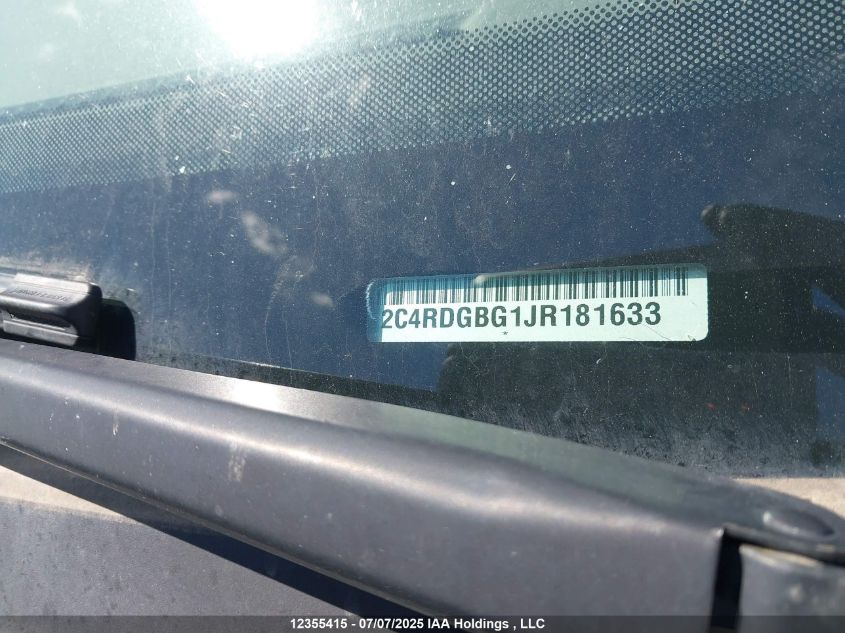 2C4RDGBG1JR181633
*
12355415 - 07/07/2025 IAA Holdings , LLC